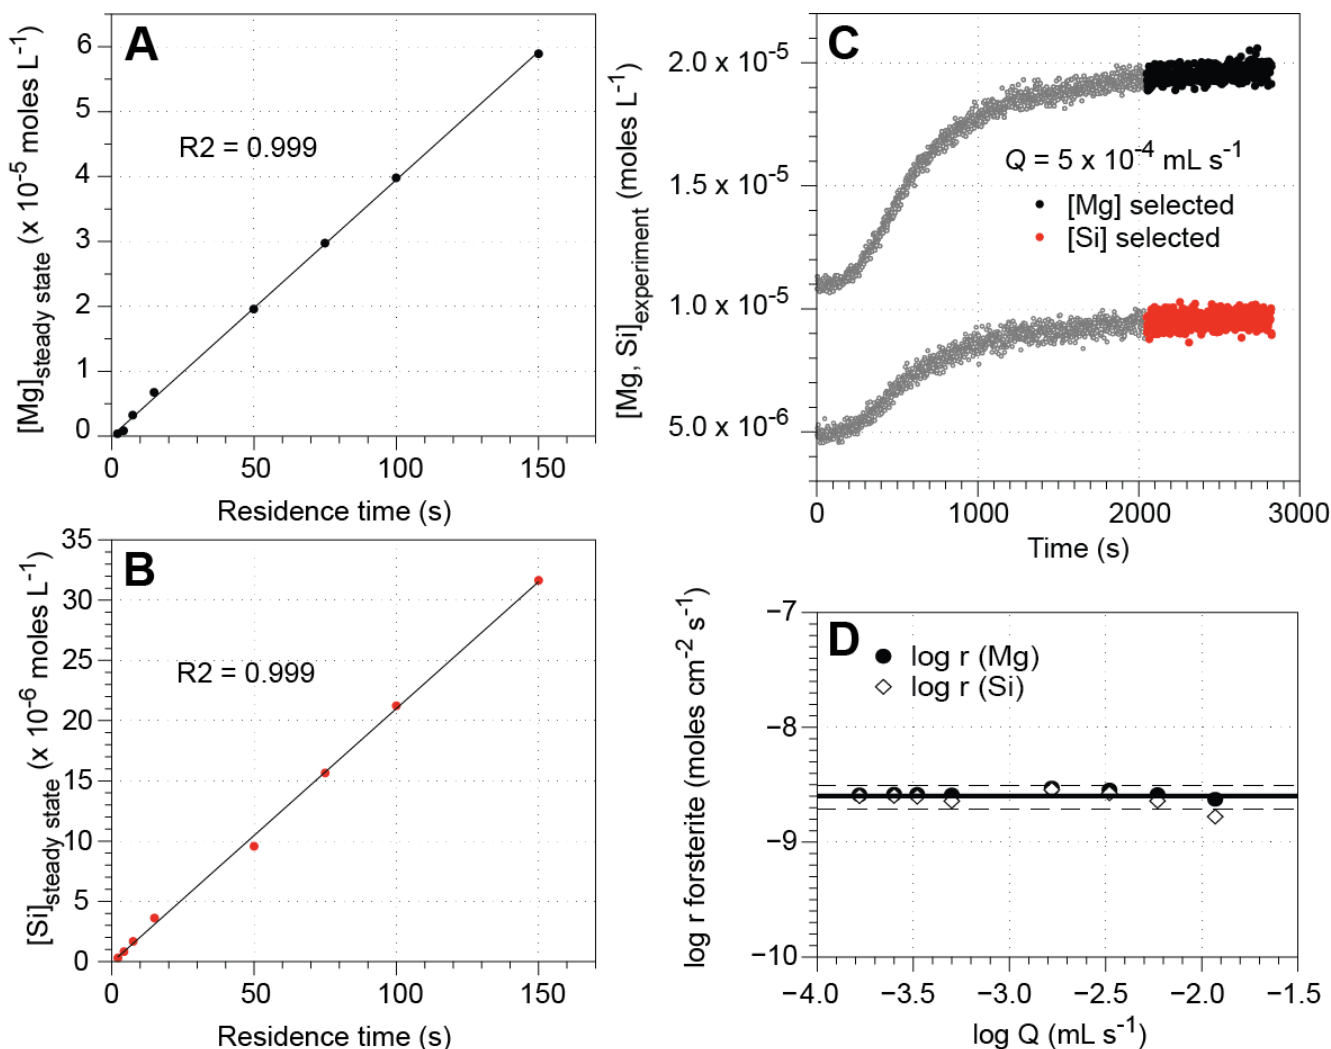 A
[Mg]steady state (x 10-5 moles L-1)
6
5
4
3
2
1
0
R2 = 0.999
0 50 100 150
Residence time (s)
B
[Si]steady state (x 10-6 moles L-1)
35
30
25
20
15
10
5
0
R2 = 0.999
0 50 100 150
Residence time (s)
C
[Mg, Si]experiment (moles L-1)
2.0 x 10-5
1.5 x 10-5
1.0 x 10-5
5.0 x 10-6
Q = 5 x 10-4 mL s-1
[Mg] selected
[Si] selected
0 1000 2000 3000
Time (s)
D
log r forsterite (moles cm-2 s-1)
−7
−8
−9
−10
log r (Mg)
log r (Si)
−4.0 −3.5 −3.0 −2.5 −2.0 −1.5
log Q (mL s-1)